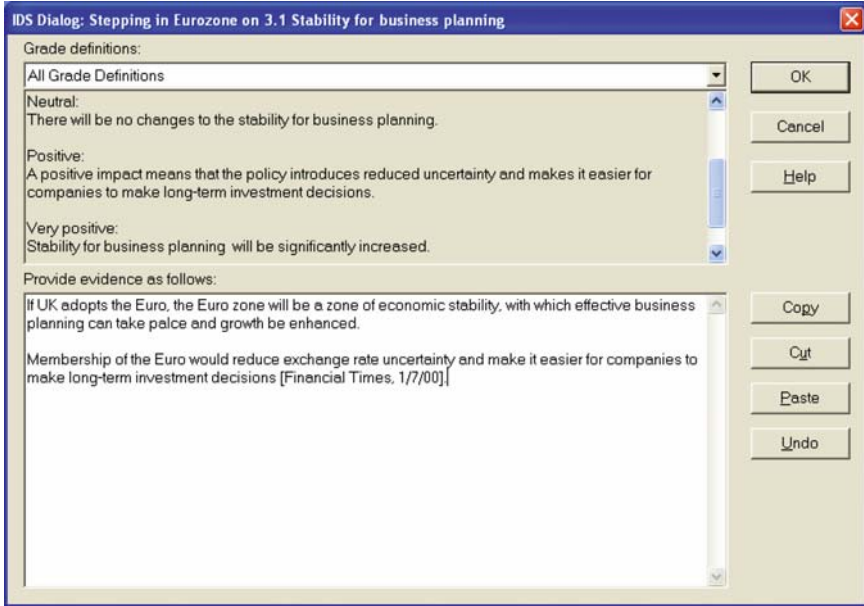 IDS Dialog: Stepping in Eurozone on 3.1 Stability for business planning
Grade definitions:
All Grade Definitions
OK
Neutral:
There will be no changes to the stability for business planning.
Cancel
Positive:
A positive impact means that the policy introduces reduced uncertainty and makes it easier for
companies to make long-term investment decisions.
Help
Very positive:
Stability for business planning will be significantly increased.
Provide evidence as follows:
If UK adopts the Euro, the Euro zone will be a zone of economic stability, with which effective business
planning can take palce and growth be enhanced.
Copy
Membership of the Euro would reduce exchange rate uncertainty and make it easier for companies to
make long-term investment decisions [Financial Times, 1/7/00].
Cut
Paste
Undo